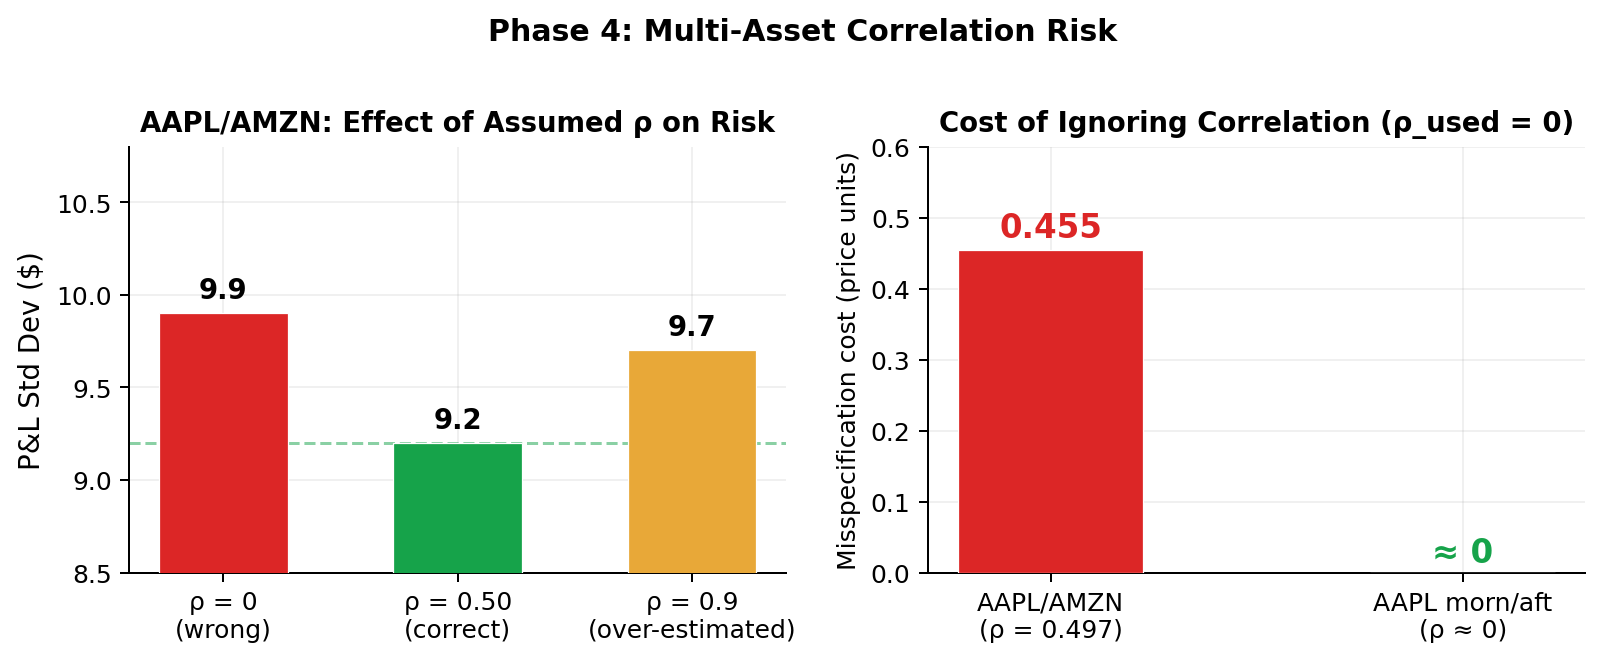 Phase 4: Multi-Asset Correlation Risk
AAPL/AMZN: Effect of Assumed ρ on Risk
P&L Std Dev ($)
10.5
10.0
9.5
9.0
8.5
9.9
9.2
9.7
ρ = 0
(wrong)
ρ = 0.50
(correct)
ρ = 0.9
(over-estimated)
Cost of Ignoring Correlation (ρ_used = 0)
Misspecification cost (price units)
0.6
0.5
0.4
0.3
0.2
0.1
0.0
0.455
≈ 0
AAPL/AMZN
(ρ = 0.497)
AAPL morn/aft
(ρ ≈ 0)